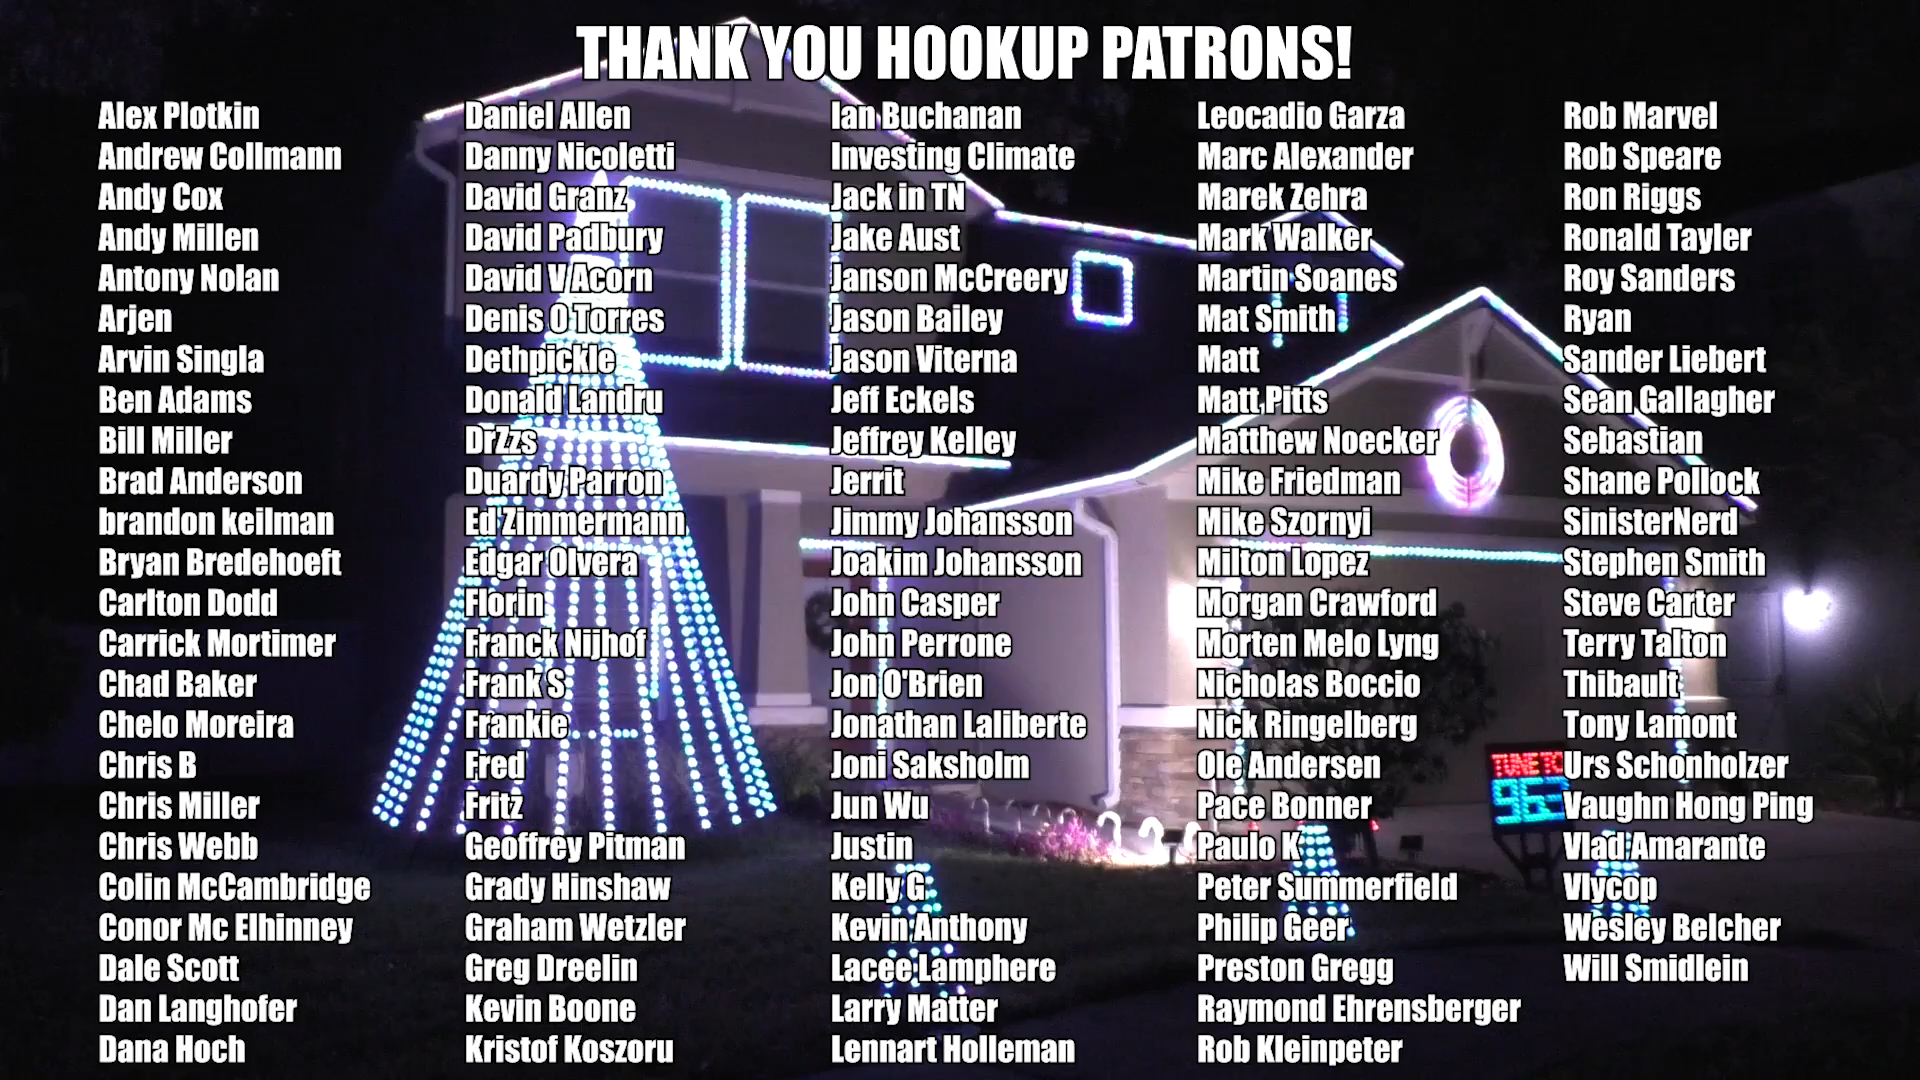 THANK YOU HOOKUP PATRONS!
Alex Plotkin
Andrew Collmann
Andy Cox
Andy Millen
Antony Nolan
Arjen
Arvin Singla
Ben Adams
Bill Miller
Brad Anderson
brandon keilman
Bryan Bredehoeft
Carlton Dodd
Carrick Mortimer
Chad Baker
Chelo Moreira
Chris B
Chris Miller
Chris Webb
Colin McCambridge
Conor Mc Elhinney
Dale Scott
Dan Langhofer
Dana Hoch
Daniel Allen
Danny Nicoletti
David Granz
David Padbury
David V Acorn
Denis O Torres
Dethpickle
Donald Landru
DrZzs
Duardy Parron
Ed Zimmermann
Edgar Olvera
Florin
Franck Nijhof
Frank S
Frankie
Fred
Fritz
Geoffrey Pitman
Grady Hinshaw
Graham Wetzler
Greg Dreelin
Kevin Boone
Kristof Koszoru
Ian Buchanan
Investing Climate
Jack in TN
Jake Aust
Janson McCreery
Jason Bailey
Jason Viterna
Jeff Eckels
Jeffrey Kelley
Jerrit
Jimmy Johansson
Joakim Johansson
John Casper
John Perrone
Jon O'Brien
Jonathan Laliberte
Joni Saksholm
Jun Wu
Justin
Kelly G
Kevin Anthony
Lacee Lamphere
Larry Matter
Lennart Holleman
Leocadio Garza
Marc Alexander
Marek Zehra
Mark Walker
Martin Soanes
Mat Smith
Matt
Matt Pitts
Matthew Noecker
Mike Friedman
Mike Szornyi
Milton Lopez
Morgan Crawford
Morten Melo Lyng
Nicholas Boccio
Nick Ringelberg
Ole Andersen
Pace Bonner
Paulo K
Peter Summerfield
Philip Geer
Preston Gregg
Raymond Ehrensberger
Rob Kleinpeter
Rob Marvel
Rob Speare
Ron Riggs
Ronald Tayler
Roy Sanders
Ryan
Sander Liebert
Sean Gallagher
Sebastian
Shane Pollock
SinisterNerd
Stephen Smith
Steve Carter
Terry Talton
Thibault
Tony Lamont
Urs Schonholzer
Vaughn Hong Ping
Vlad Amarante
Vlycop
Wesley Belcher
Will Smidlein
TUNE TO